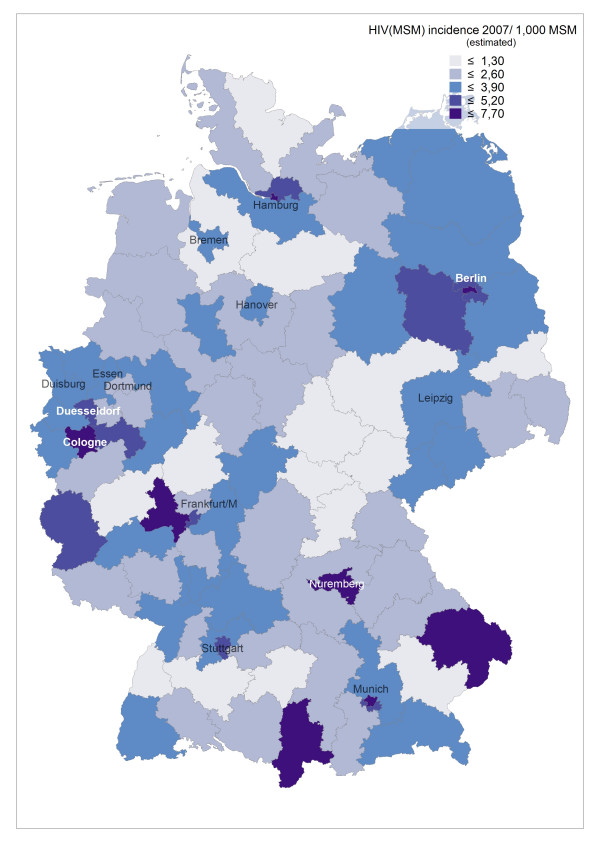 HIV(MSM) incidence 2007/ 1,000 MSM
(estimated)
≤ 1,30
≤ 2,60
≤ 3,90
≤ 5,20
≤ 7,70
Hamburg
Bremen
Berlin
Hanover
Essen
Duisburg
Dortmund
Leipzig
Duesseldorf
Cologne
Frankfurt/M
Nuremberg
Stuttgart
Munich